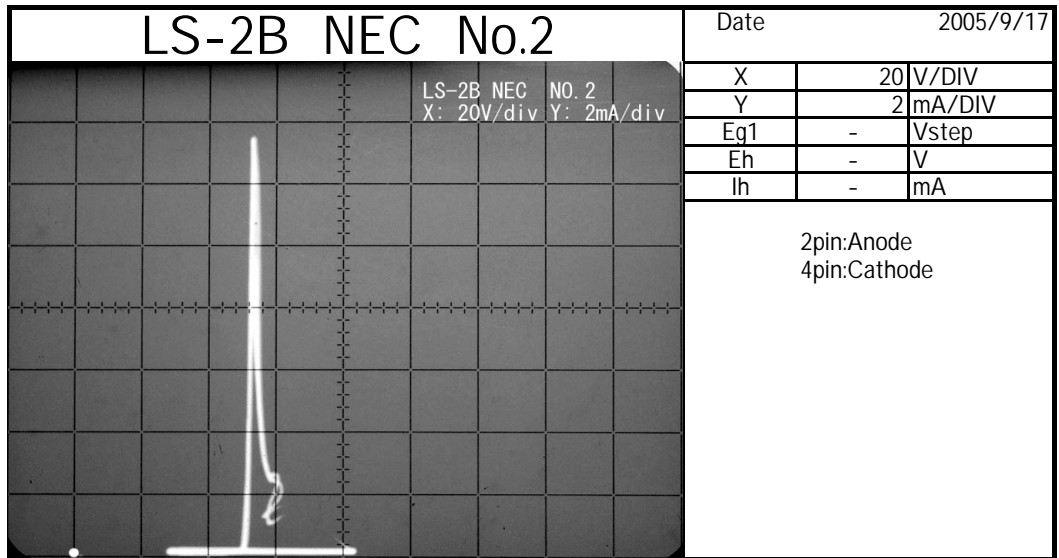 LS-2B NEC No.2
Date 2005/9/17
LS-2B NEC NO.2
X: 20V/div Y: 2mA/div
X 20 V/DIV
Y 2 mA/DIV
Eg1 - Vstep
Eh - V
Ih - mA
2pin:Anode
4pin:Cathode